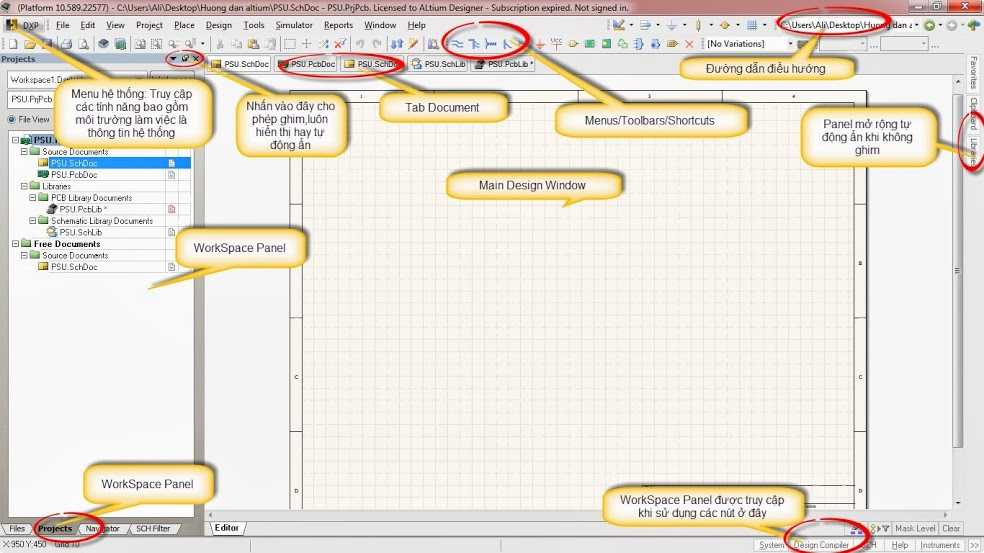 (Platform 10.589.22577) - C:\Users\Ali\Desktop\Huong dan altium\PSU.SchDoc - PSU.PrjPcb. Licensed to ALtium Designer - Subscription expired. Not signed in.
DXP File Edit View Project Place Design Tools Simulator Reports Window Help
C:\Users\Ali\Desktop\Huong dan a
[No Variations]
Projects
PSU.SchDoc PSU.PcbDoc PSU.SchDoc PSU.SchLib PSU.PcbLib *
Workspace1.Ds
PSU.PrjPcb
File View
Menu hệ thống: Truy cập
các tính năng bao gồm
môi trường làm việc là
thông tin hệ thống
Nhấn vào đây cho
phép ghim,luôn
hiển thị hay tự
động ẩn
Tab Document
Menus/Toolbars/Shortcuts
Đường dẫn điều hướng
Panel mở rộng tự
động ẩn khi không
ghim
Favorites
Clipboard
Libraries
Main Design Window
PSU
Source Documents
PSU.SchDoc
PSU.PcbDoc
Libraries
PCB Library Documents
PSU.PcbLib *
Schematic Library Documents
PSU.SchLib
Free Documents
Source Documents
PSU.SchDoc
WorkSpace Panel
1
3
4
B
C
C
D
D
WorkSpace Panel
WorkSpace Panel được truy cập
khi sử dụng các nút ở đây
Files Projects Navigator SCH Filter
Editor
Mask Level Clear
X:950 Y:450 Grid:10
System Design Compiler SCH Help Instruments >>